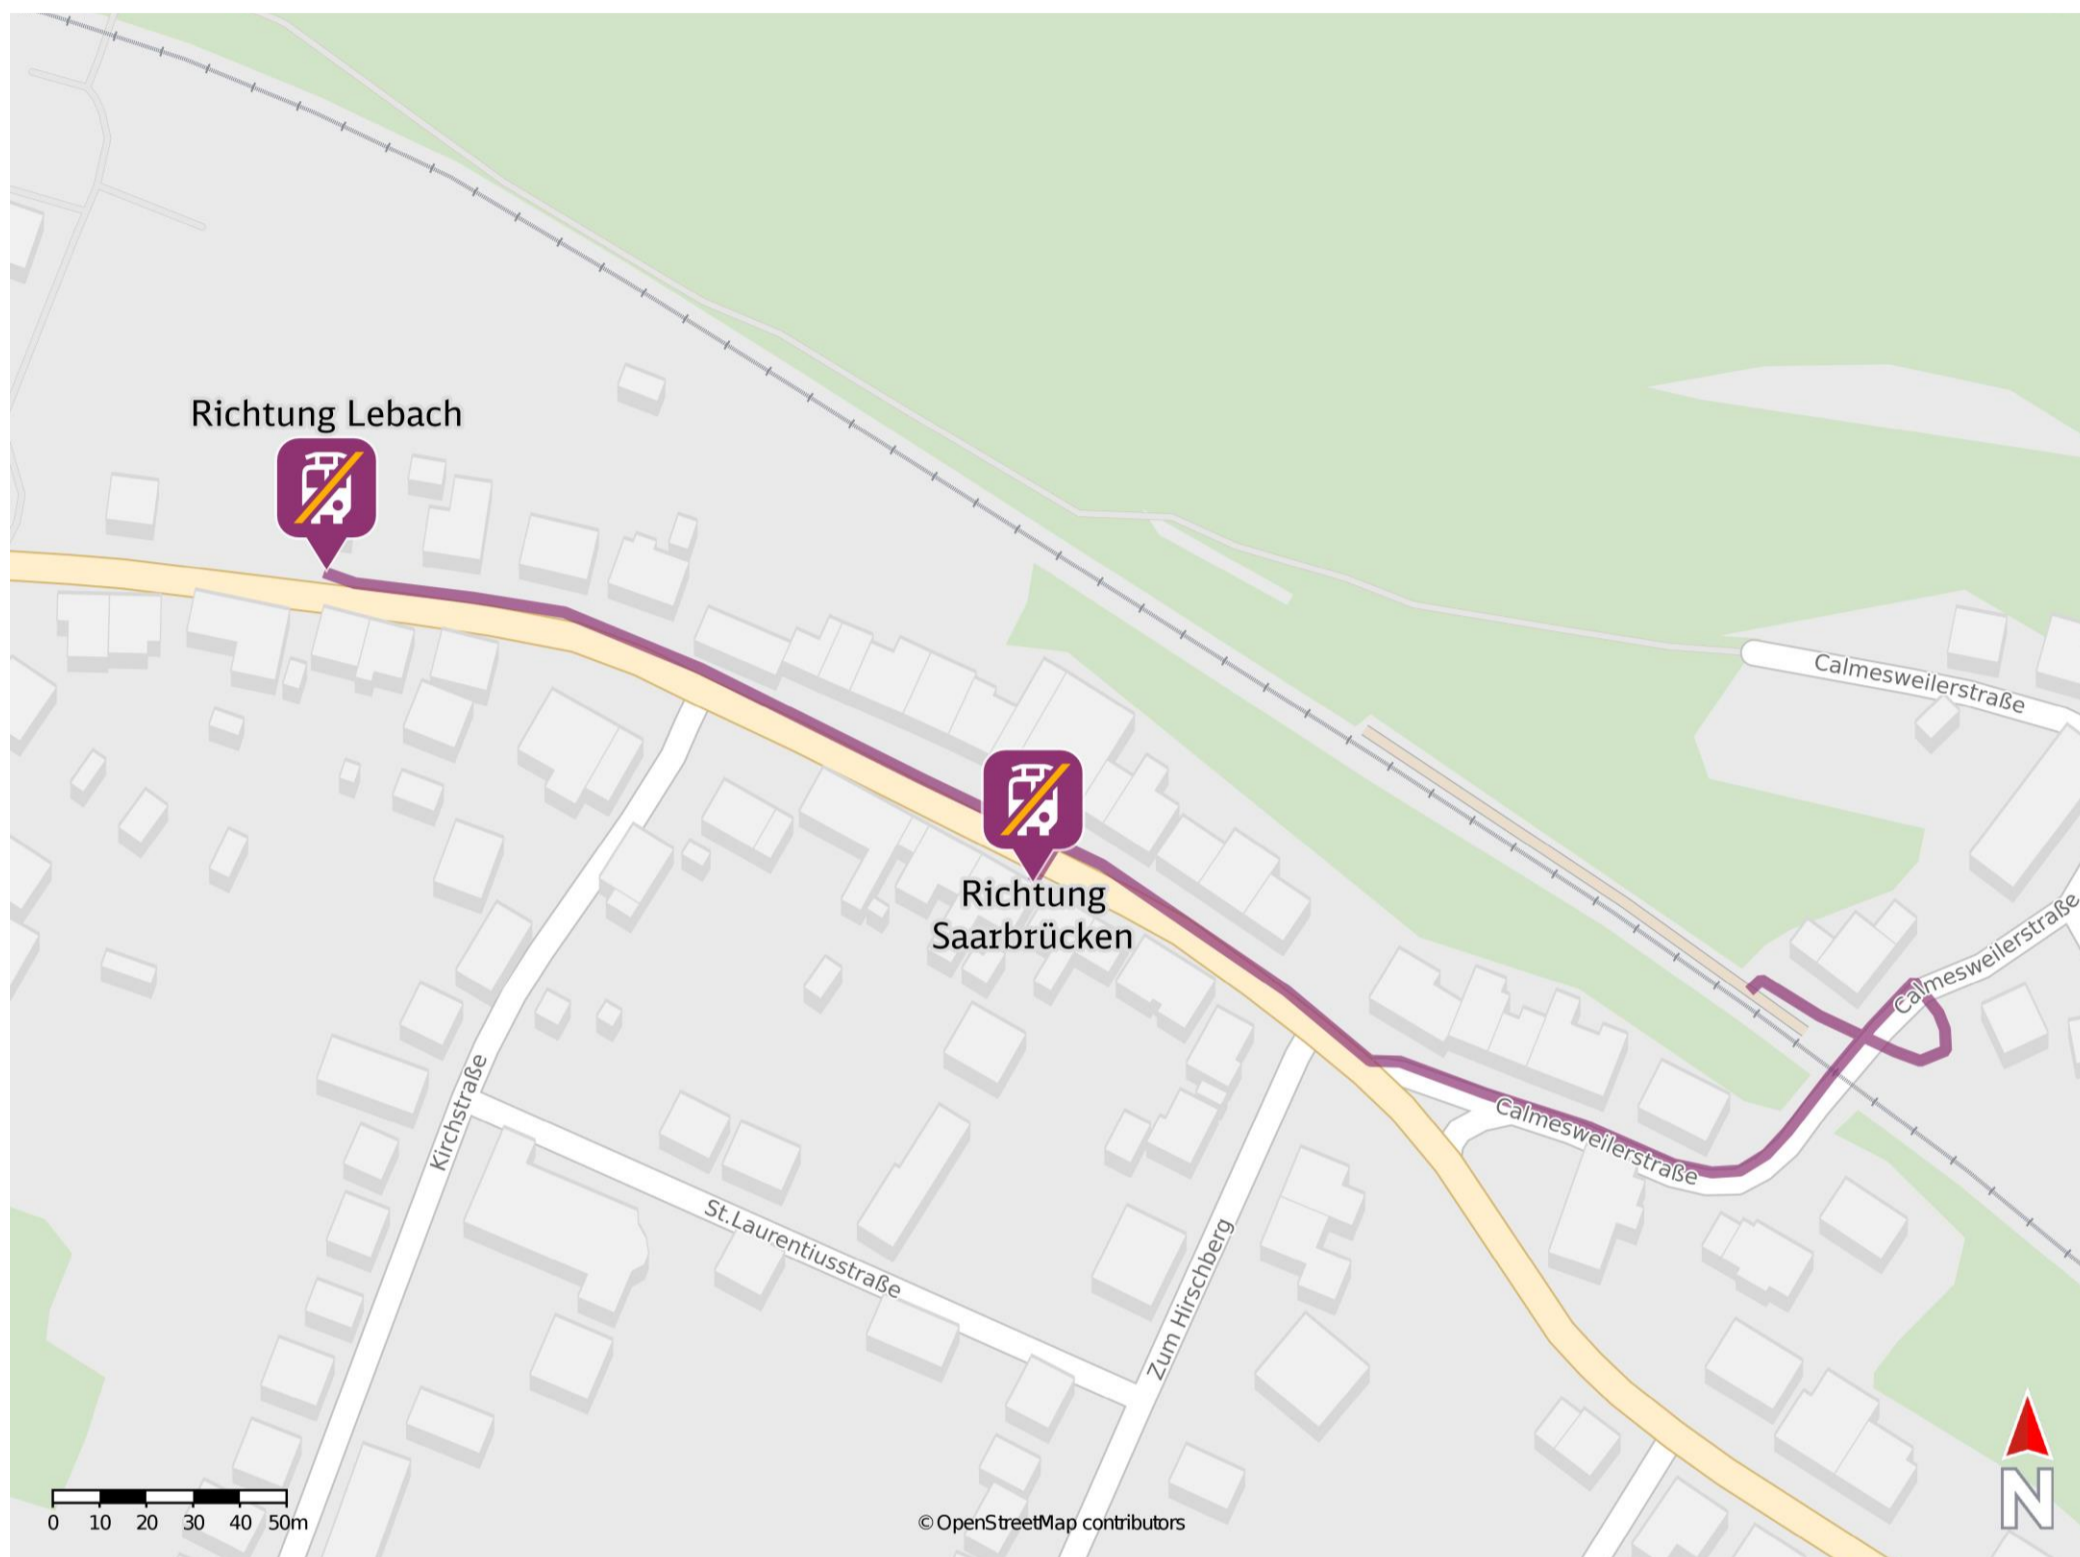 Richtung Lebach
Calmesweilerstraße
Richtung
Saarbrücken
Calmesweilerstraße
Calmesweilerstraße
Kirchstraße
St.Laurentiusstraße
Zum Hirschberg
N
0 10 20 30 40 50m
© OpenStreetMap contributors